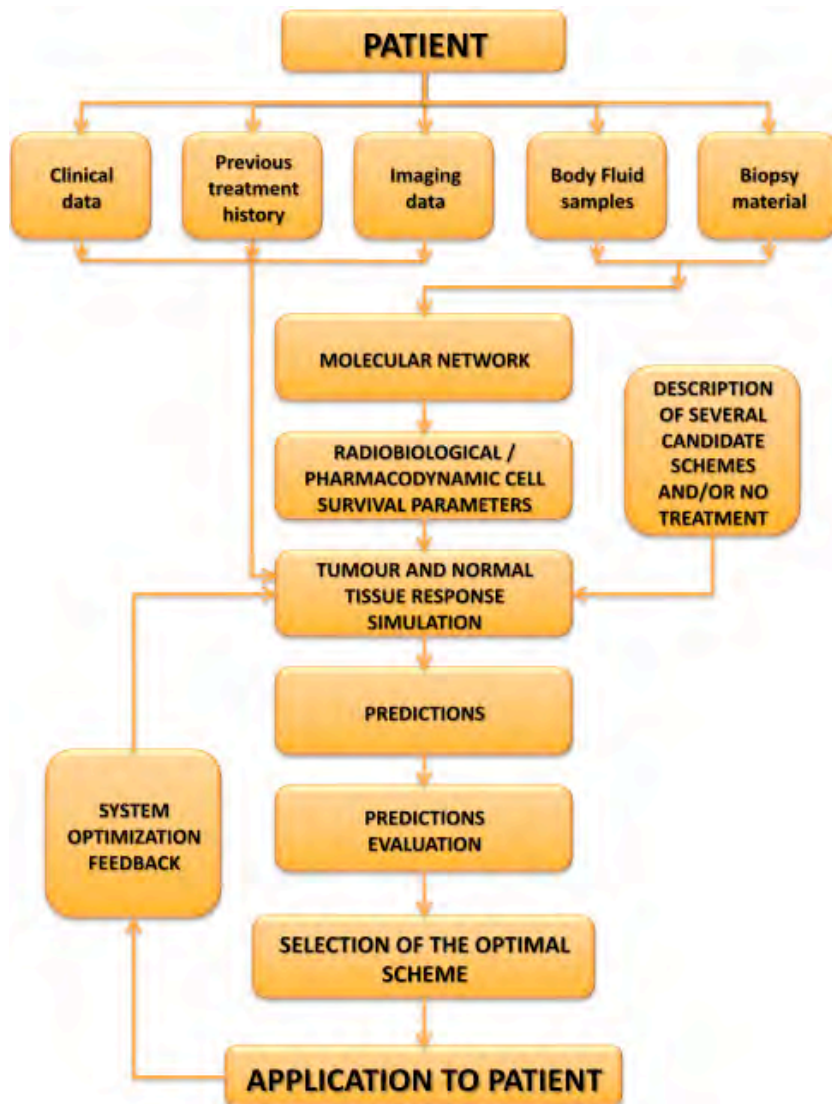 PATIENT
Clinical
data
Previous
treatment
history
Imaging
data
Body Fluid
samples
Biopsy
material
MOLECULAR NETWORK
DESCRIPTION
OF SEVERAL
CANDIDATE
SCHEMES
AND/OR NO
TREATMENT
RADIOBIOLOGICAL /
PHARMACODYNAMIC CELL
SURVIVAL PARAMETERS
TUMOUR AND NORMAL
TISSUE RESPONSE
SIMULATION
PREDICTIONS
SYSTEM
OPTIMIZATION
FEEDBACK
PREDICTIONS
EVALUATION
SELECTION OF THE OPTIMAL
SCHEME
APPLICATION TO PATIENT